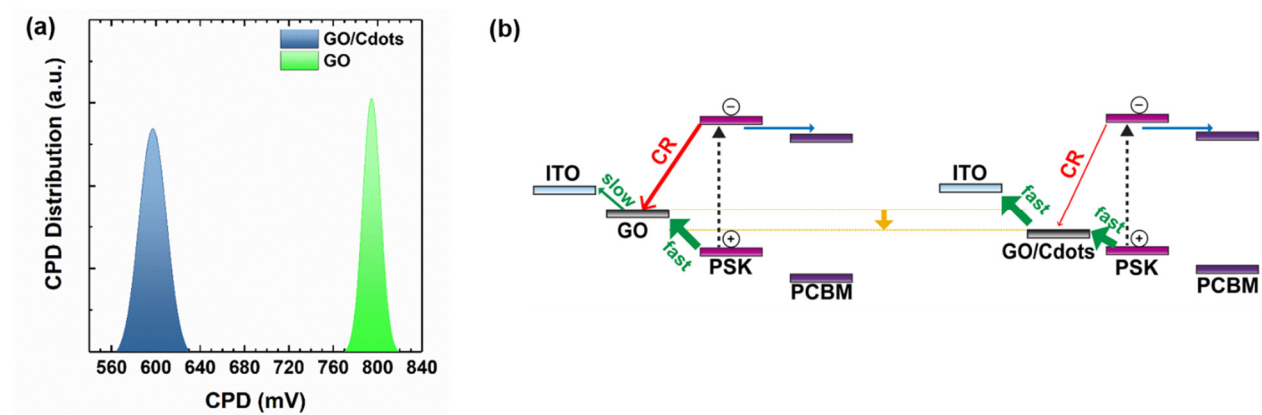 (a)
GO/Cdots
GO
CPD Distribution (a.u.)
560 600 640 680 720 760 800 840
CPD (mV)
(b)
−
CR
ITO
slow
GO
fast
+
PSK
PCBM
−
CR
ITO
fast
fast
GO/Cdots
+
PSK
PCBM